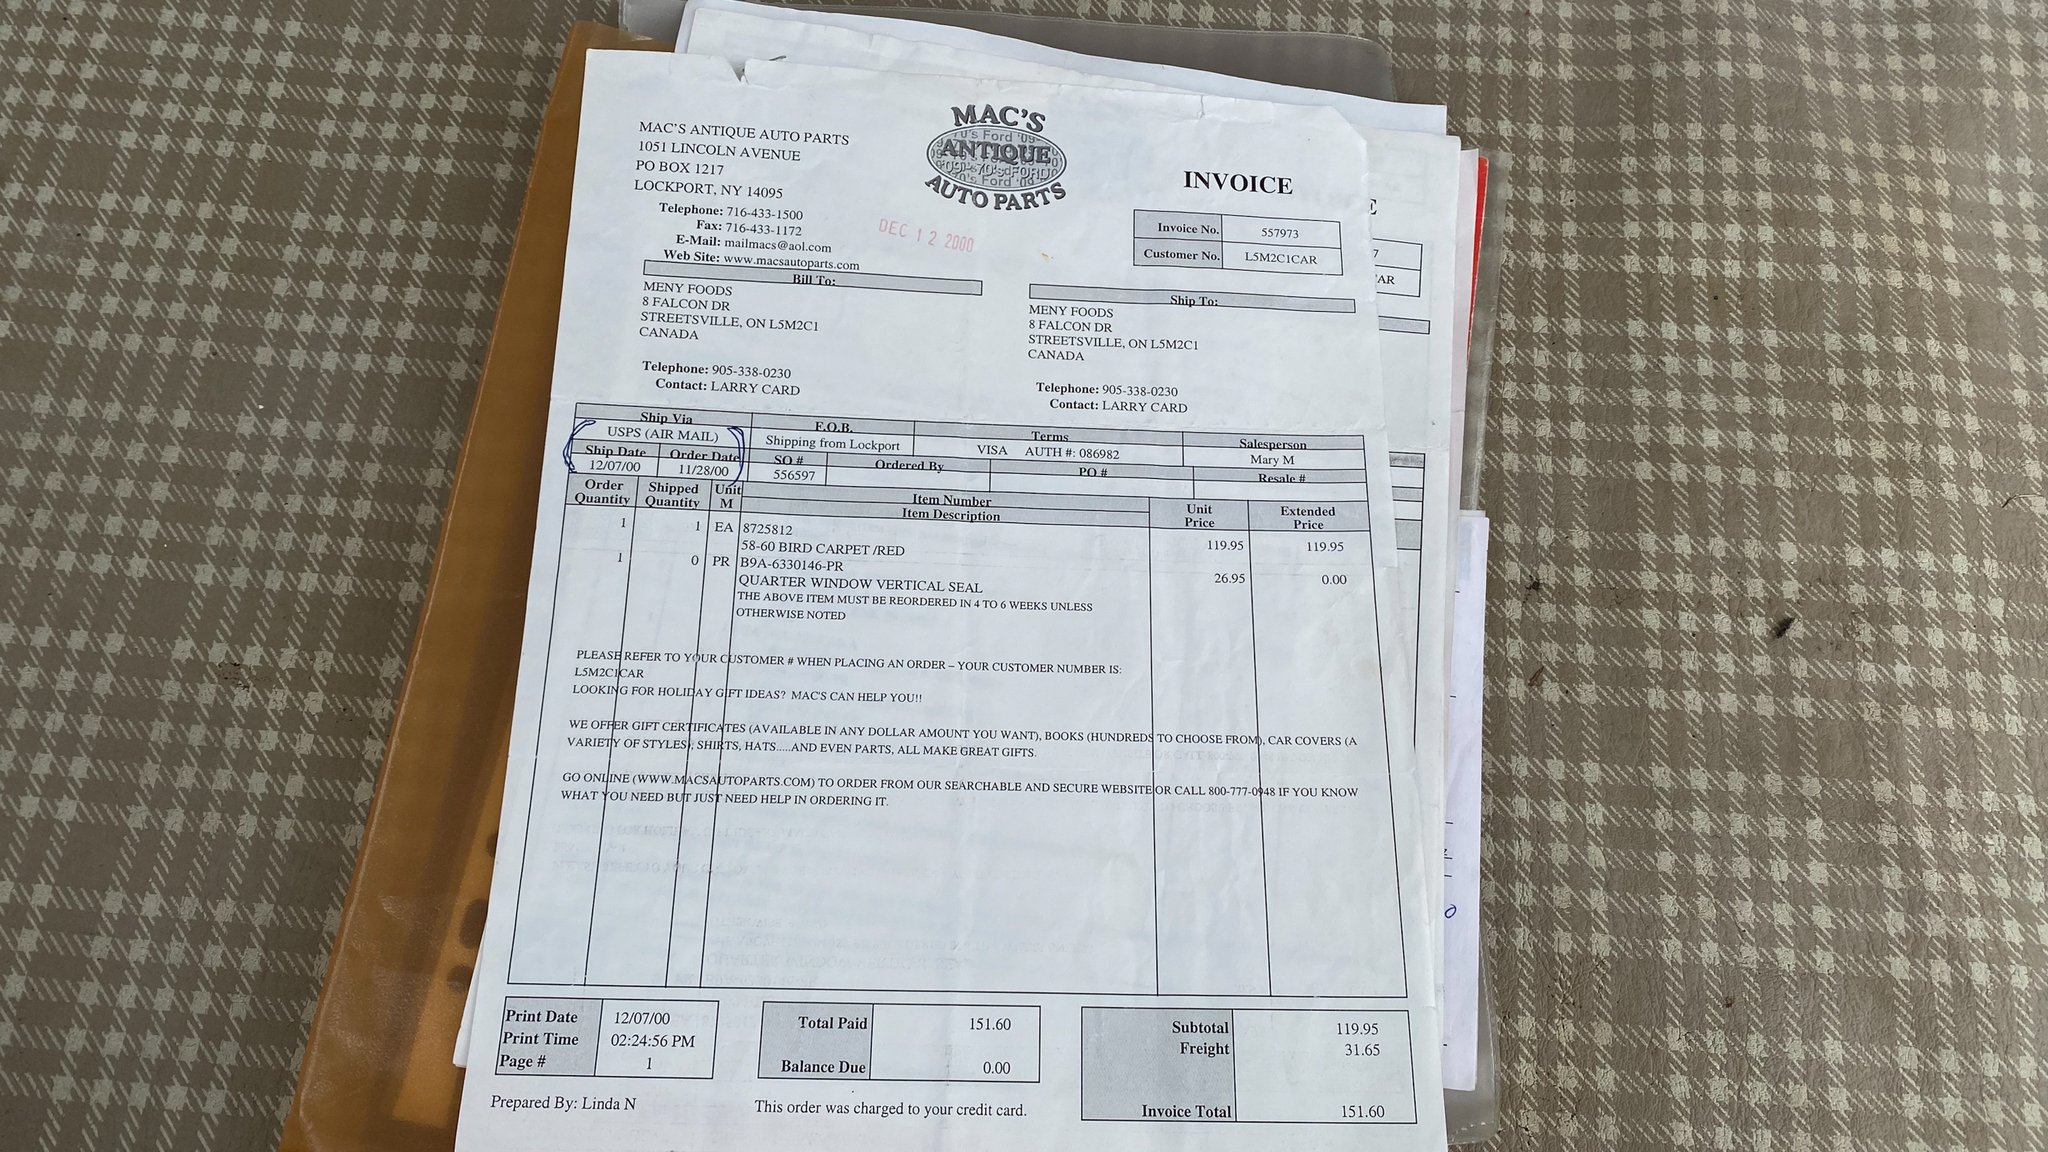 MAC'S ANTIQUE AUTO PARTS
1051 LINCOLN AVENUE
PO BOX 1217
LOCKPORT, NY 14095
Telephone: 716-433-1500
Fax: 716-433-1172
E-Mail: mailmacs@aol.com
Web Site: www.macsautoparts.com
MAC'S
ANTIQUE
AUTO PARTS
DEC 12 2000
INVOICE
Invoice No. 557973
Customer No. L5M2C1CAR
Bill To:
MENY FOODS
8 FALCON DR
STREETSVILLE, ON L5M2C1
CANADA
Telephone: 905-338-0230
Contact: LARRY CARD
Ship To:
MENY FOODS
8 FALCON DR
STREETSVILLE, ON L5M2C1
CANADA
Telephone: 905-338-0230
Contact: LARRY CARD
Ship Via F.O.B. Terms Salesperson
USPS (AIR MAIL) Shipping from Lockport VISA AUTH #: 086982 Mary M
Ship Date Order Date SO # Ordered By PO # Resale #
12/07/00 11/28/00 556597
Order Quantity Shipped Quantity Unit M Item Number Item Description Unit Price Extended Price
1 1 EA 8725812
58-60 BIRD CARPET /RED 119.95 119.95
1 0 PR B9A-6330146-PR
QUARTER WINDOW VERTICAL SEAL 26.95 0.00
THE ABOVE ITEM MUST BE REORDERED IN 4 TO 6 WEEKS UNLESS
OTHERWISE NOTED
PLEASE REFER TO YOUR CUSTOMER # WHEN PLACING AN ORDER – YOUR CUSTOMER NUMBER IS:
L5M2C1CAR
LOOKING FOR HOLIDAY GIFT IDEAS? MAC'S CAN HELP YOU!!
WE OFFER GIFT CERTIFICATES (AVAILABLE IN ANY DOLLAR AMOUNT YOU WANT), BOOKS (HUNDREDS TO CHOOSE FROM), CAR COVERS (A
VARIETY OF STYLES), SHIRTS, HATS.....AND EVEN PARTS, ALL MAKE GREAT GIFTS.
GO ONLINE (WWW.MACSAUTOPARTS.COM) TO ORDER FROM OUR SEARCHABLE AND SECURE WEBSITE OR CALL 800-777-0948 IF YOU KNOW
WHAT YOU NEED BUT JUST NEED HELP IN ORDERING IT.
Print Date 12/07/00
Print Time 02:24:56 PM
Page # 1
Total Paid 151.60
Balance Due 0.00
Subtotal 119.95
Freight 31.65
Invoice Total 151.60
Prepared By: Linda N
This order was charged to your credit card.
E
7
AR